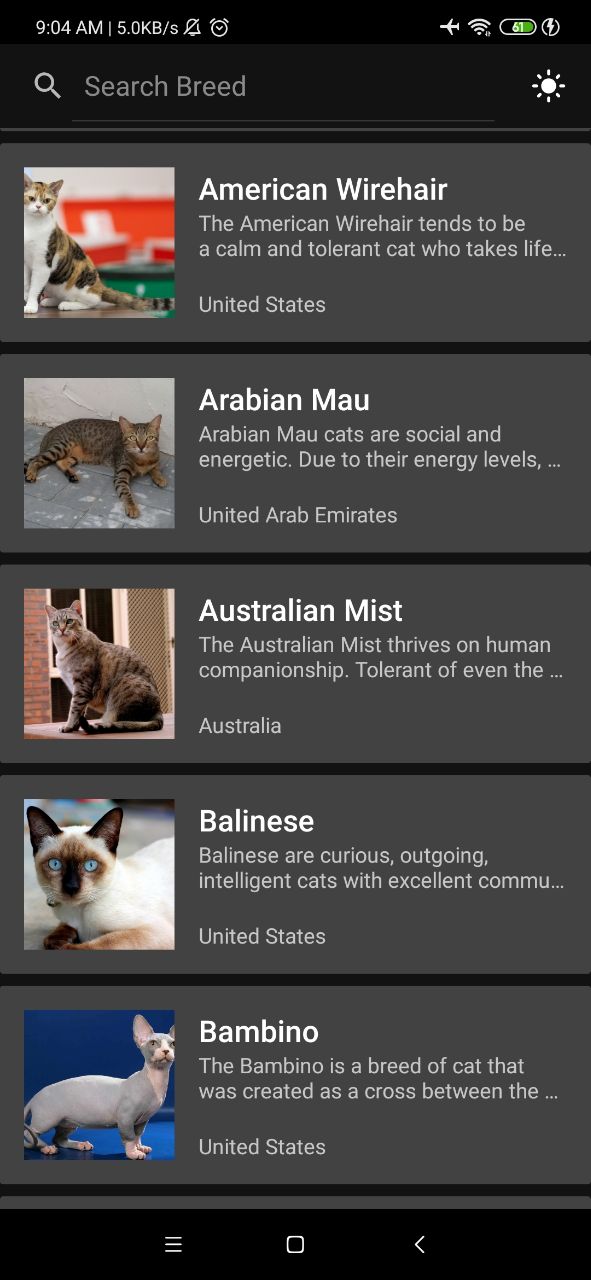 9:04 AM | 5.0KB/s
61
Search Breed
American Wirehair
The American Wirehair tends to be
a calm and tolerant cat who takes life…
United States
Arabian Mau
Arabian Mau cats are social and
energetic. Due to their energy levels, …
United Arab Emirates
Australian Mist
The Australian Mist thrives on human
companionship. Tolerant of even the …
Australia
Balinese
Balinese are curious, outgoing,
intelligent cats with excellent commu…
United States
Bambino
The Bambino is a breed of cat that
was created as a cross between the …
United States